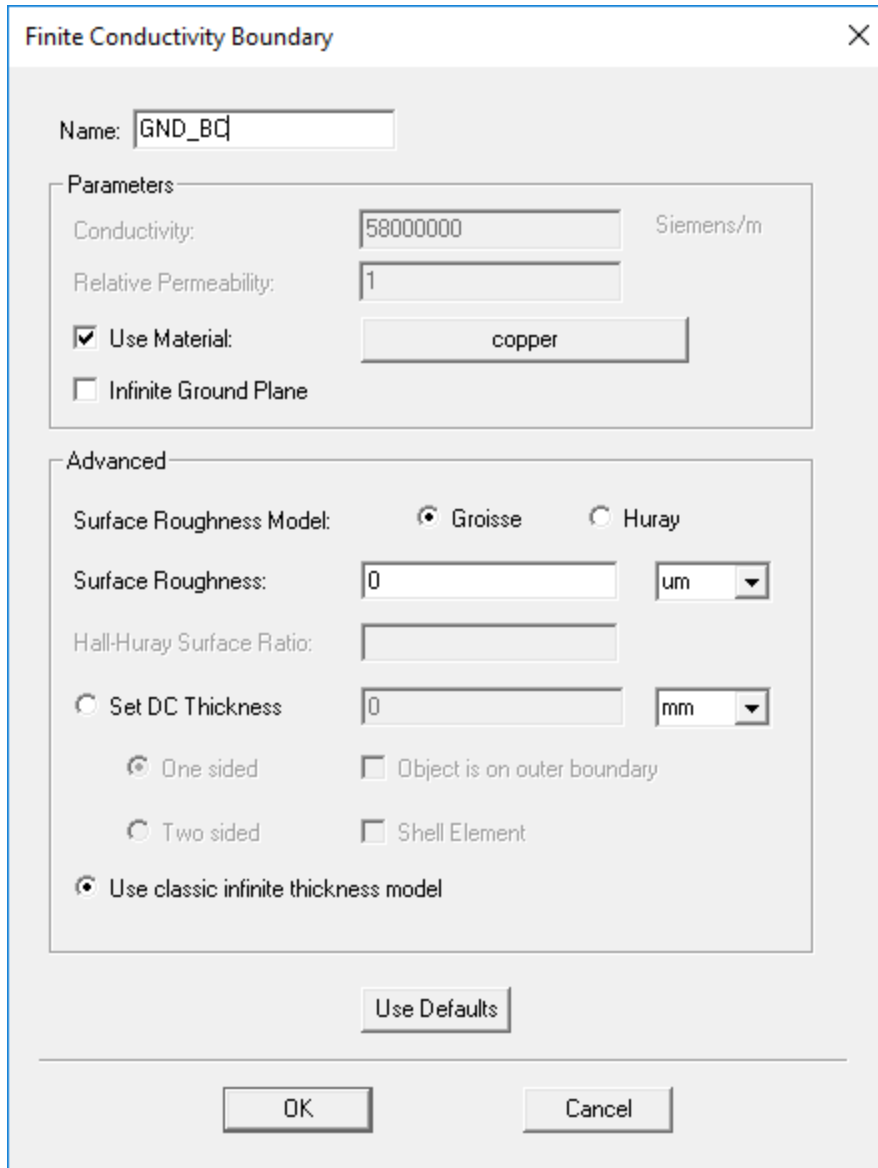 Finite Conductivity Boundary
Name: GND_BC
Parameters
Conductivity: 58000000 Siemens/m
Relative Permeability: 1
Use Material: copper
Infinite Ground Plane
Advanced
Surface Roughness Model: Groisse Huray
Surface Roughness: 0 um
Hall-Huray Surface Ratio:
Set DC Thickness 0 mm
One sided Object is on outer boundary
Two sided Shell Element
Use classic infinite thickness model
Use Defaults
OK Cancel